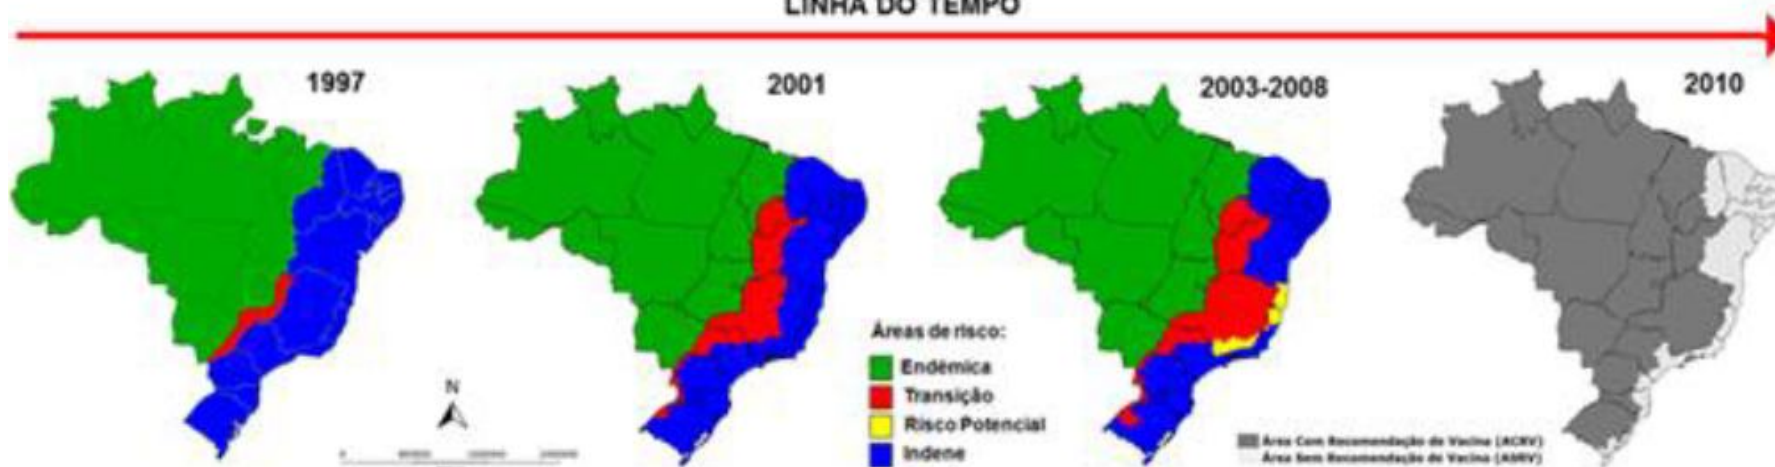 LINHA DO TEMPO
1997
2001
2003-2008
2010
N
Áreas de risco:
Endêmica
Transição
Risco Potencial
Indene
Área Com Recomendação de Vacina (ACRV)
Área Sem Recomendação de Vacina (ASRV)